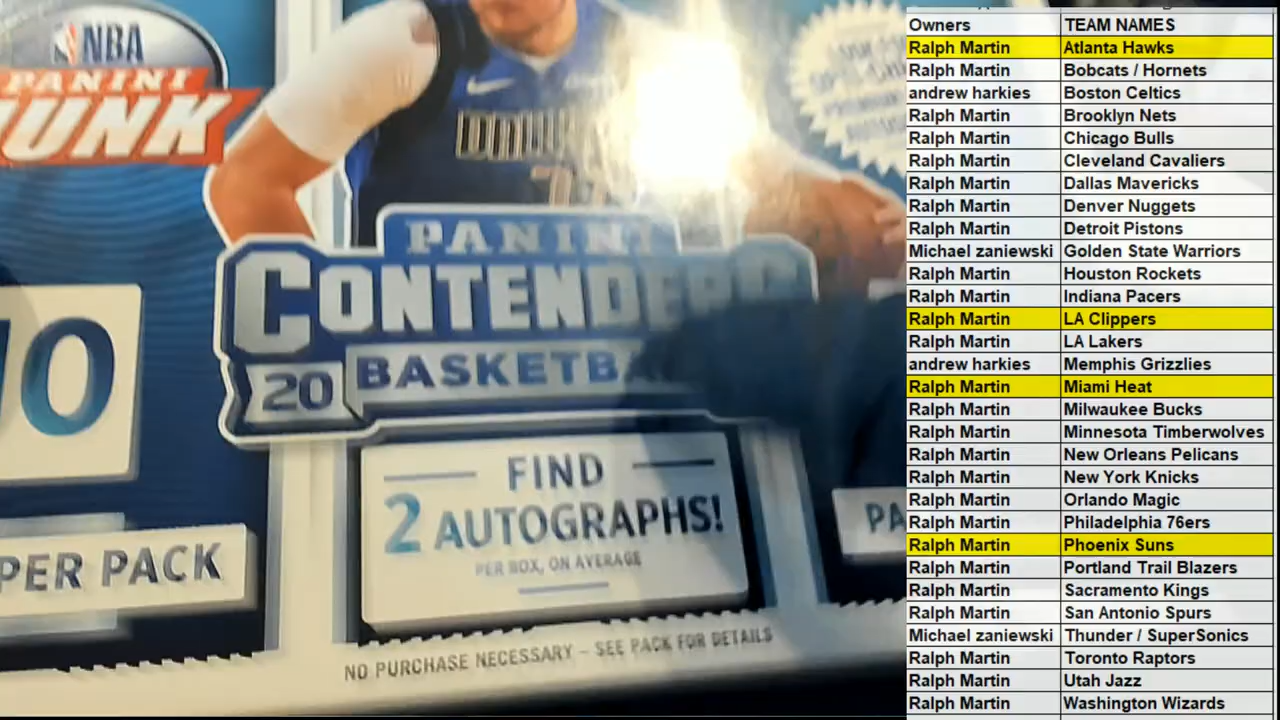 NBA
PANINI
UNK
PANINI
CONTENDERS
20 BASKETBA
10
PER PACK
FIND
2 AUTOGRAPHS!
PER BOX, ON AVERAGE
PA
NO PURCHASE NECESSARY – SEE PACK FOR DETAILS
Owners TEAM NAMES
Ralph Martin Atlanta Hawks
Ralph Martin Bobcats / Hornets
andrew harkies Boston Celtics
Ralph Martin Brooklyn Nets
Ralph Martin Chicago Bulls
Ralph Martin Cleveland Cavaliers
Ralph Martin Dallas Mavericks
Ralph Martin Denver Nuggets
Ralph Martin Detroit Pistons
Michael zaniewski Golden State Warriors
Ralph Martin Houston Rockets
Ralph Martin Indiana Pacers
Ralph Martin LA Clippers
Ralph Martin LA Lakers
andrew harkies Memphis Grizzlies
Ralph Martin Miami Heat
Ralph Martin Milwaukee Bucks
Ralph Martin Minnesota Timberwolves
Ralph Martin New Orleans Pelicans
Ralph Martin New York Knicks
Ralph Martin Orlando Magic
Ralph Martin Philadelphia 76ers
Ralph Martin Phoenix Suns
Ralph Martin Portland Trail Blazers
Ralph Martin Sacramento Kings
Ralph Martin San Antonio Spurs
Michael zaniewski Thunder / SuperSonics
Ralph Martin Toronto Raptors
Ralph Martin Utah Jazz
Ralph Martin Washington Wizards